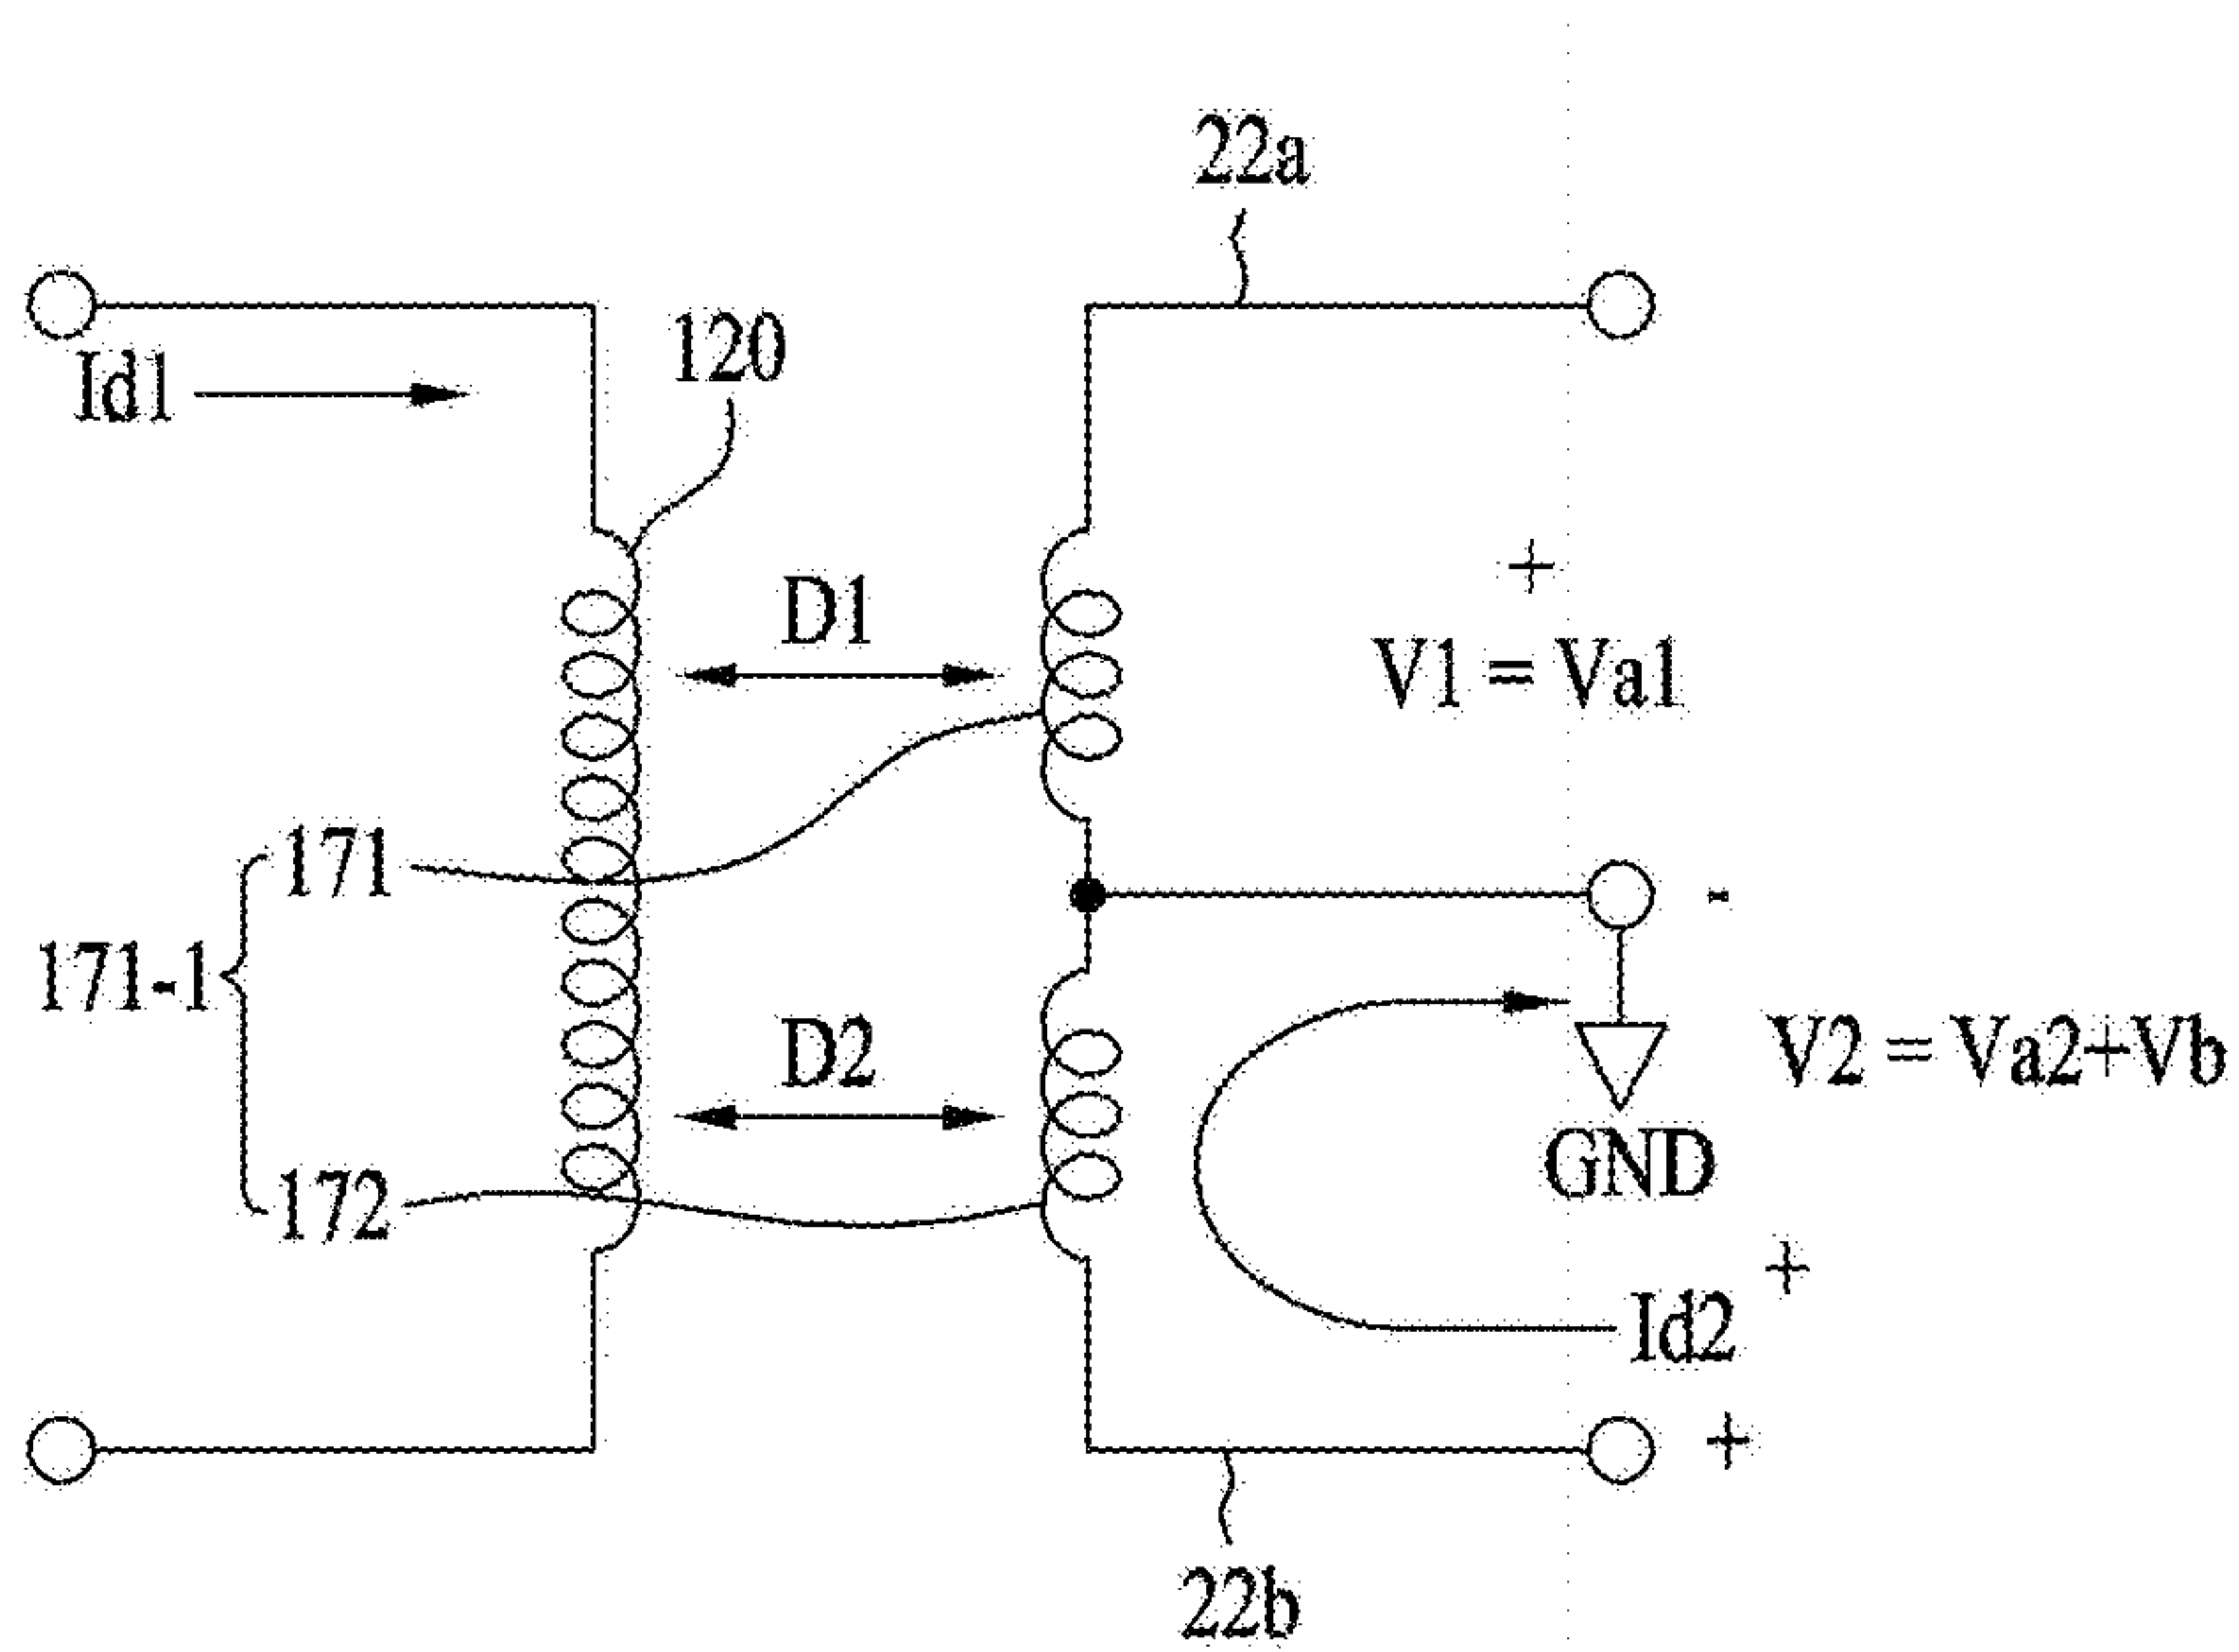 22a
120
Id1
D1
+
V1 = Va1
171
-
171-1
D2
V2 = Va2+Vb
GND
172
+
Id2
+
22b